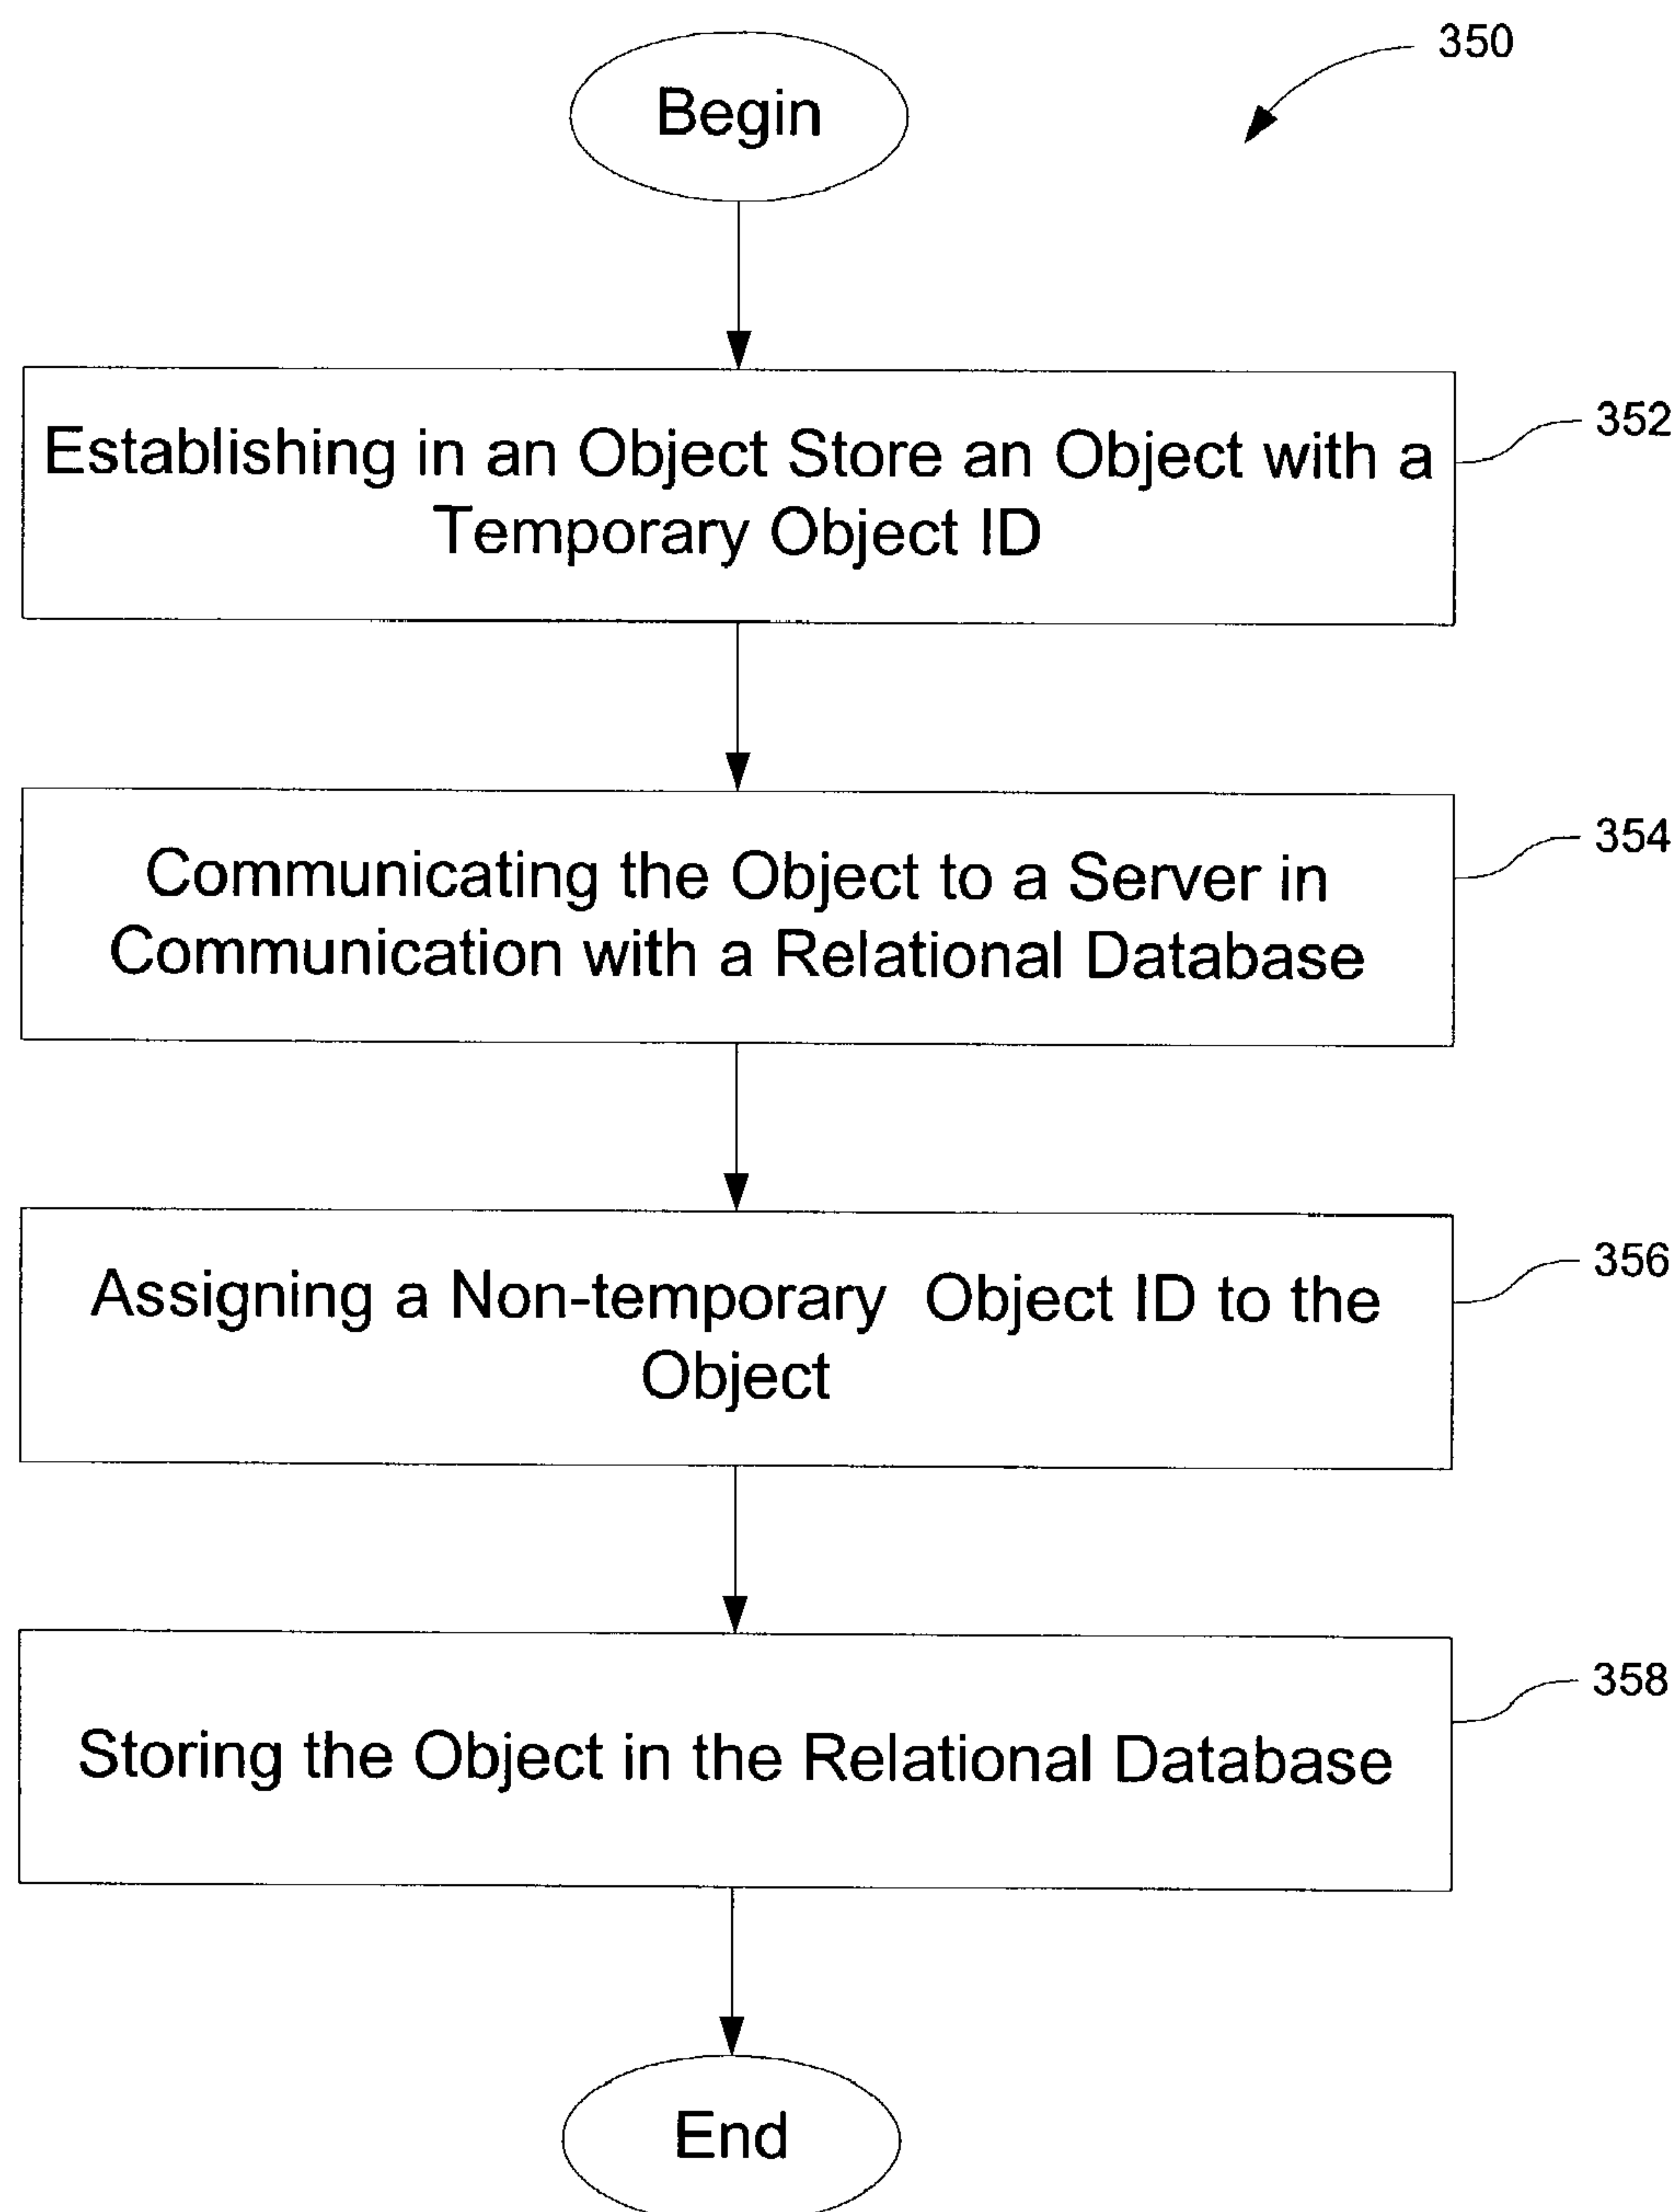 350
Begin
Establishing in an Object Store an Object with a
Temporary Object ID
352
Communicating the Object to a Server in
Communication with a Relational Database
354
Assigning a Non-temporary Object ID to the
Object
356
Storing the Object in the Relational Database
358
End